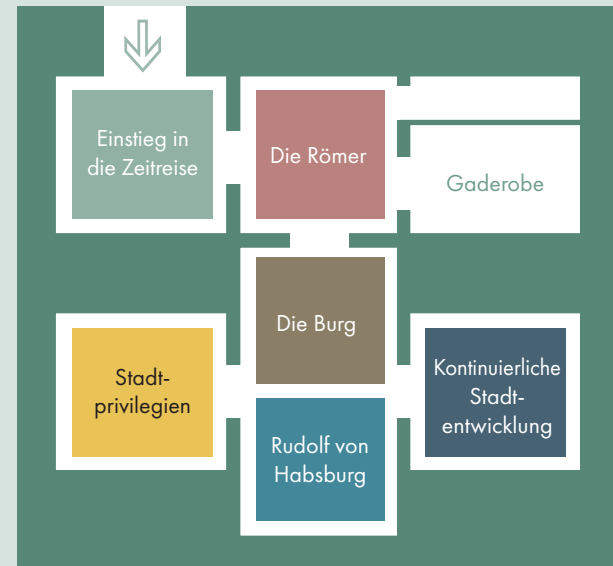 Einstieg in
die Zeitreise
Die Römer
Gaderobe
Die Burg
Stadt-
privilegien
Kontinuierliche
Stadt-
entwicklung
Rudolf von
Habsburg